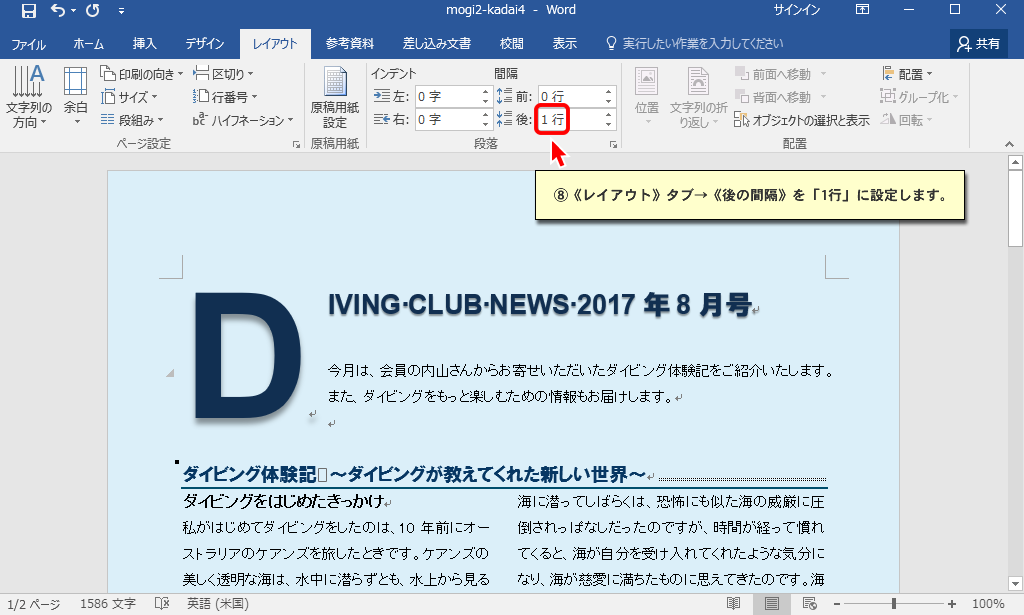 mogi2-kadai4 - Word
サインイン
ファイル ホーム 挿入 デザイン レイアウト 参考資料 差し込み文書 校閲 表示 実行したい作業を入力してください 共有
文字列の方向
余白
印刷の向き
サイズ
段組み
区切り
行番号
ハイフネーション
ページ設定
原稿用紙設定
原稿用紙
インデント
左: 0 字
右: 0 字
間隔
前: 0 行
後: 1 行
段落
位置
文字列の折り返し
前面へ移動
背面へ移動
オブジェクトの選択と表示
配置
グループ化
回転
配置
⑧《レイアウト》タブ→《後の間隔》を「1行」に設定します。
DIVING・CLUB・NEWS・2017 年 8 月号
今月は、会員の内山さんからお寄せいただいたダイビング体験記をご紹介いたします。
また、ダイビングをもっと楽しむための情報もお届けします。
ダイビング体験記□～ダイビングが教えてくれた新しい世界～
ダイビングをはじめたきっかけ
私がはじめてダイビングをしたのは、10 年前にオー
ストラリアのケアンズを旅したときです。ケアンズの
美しく透明な海は、水中に潜らずとも、水上から見る
海に潜ってしばらくは、恐怖にも似た海の威厳に圧
倒されっぱなしだったのですが、時間が経って慣れ
てくると、海が自分を受け入れてくれたような気分に
なり、海が慈愛に満ちたものに思えてきたのです。海
1/2 ページ 1586 文字 英語 (米国) 100%